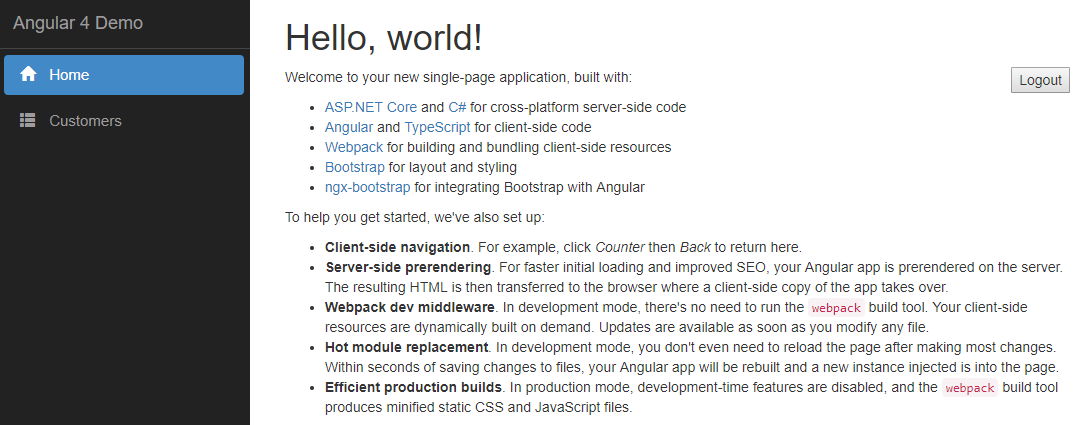 Angular 4 Demo
Home
Customers
Hello, world!
Welcome to your new single-page application, built with:
Logout
• ASP.NET Core and C# for cross-platform server-side code
• Angular and TypeScript for client-side code
• Webpack for building and bundling client-side resources
• Bootstrap for layout and styling
• ngx-bootstrap for integrating Bootstrap with Angular
To help you get started, we've also set up:
• Client-side navigation. For example, click Counter then Back to return here.
• Server-side prerendering. For faster initial loading and improved SEO, your Angular app is prerendered on the server.
The resulting HTML is then transferred to the browser where a client-side copy of the app takes over.
• Webpack dev middleware. In development mode, there's no need to run the webpack build tool. Your client-side
resources are dynamically built on demand. Updates are available as soon as you modify any file.
• Hot module replacement. In development mode, you don't even need to reload the page after making most changes.
Within seconds of saving changes to files, your Angular app will be rebuilt and a new instance injected is into the page.
• Efficient production builds. In production mode, development-time features are disabled, and the webpack build tool
produces minified static CSS and JavaScript files.